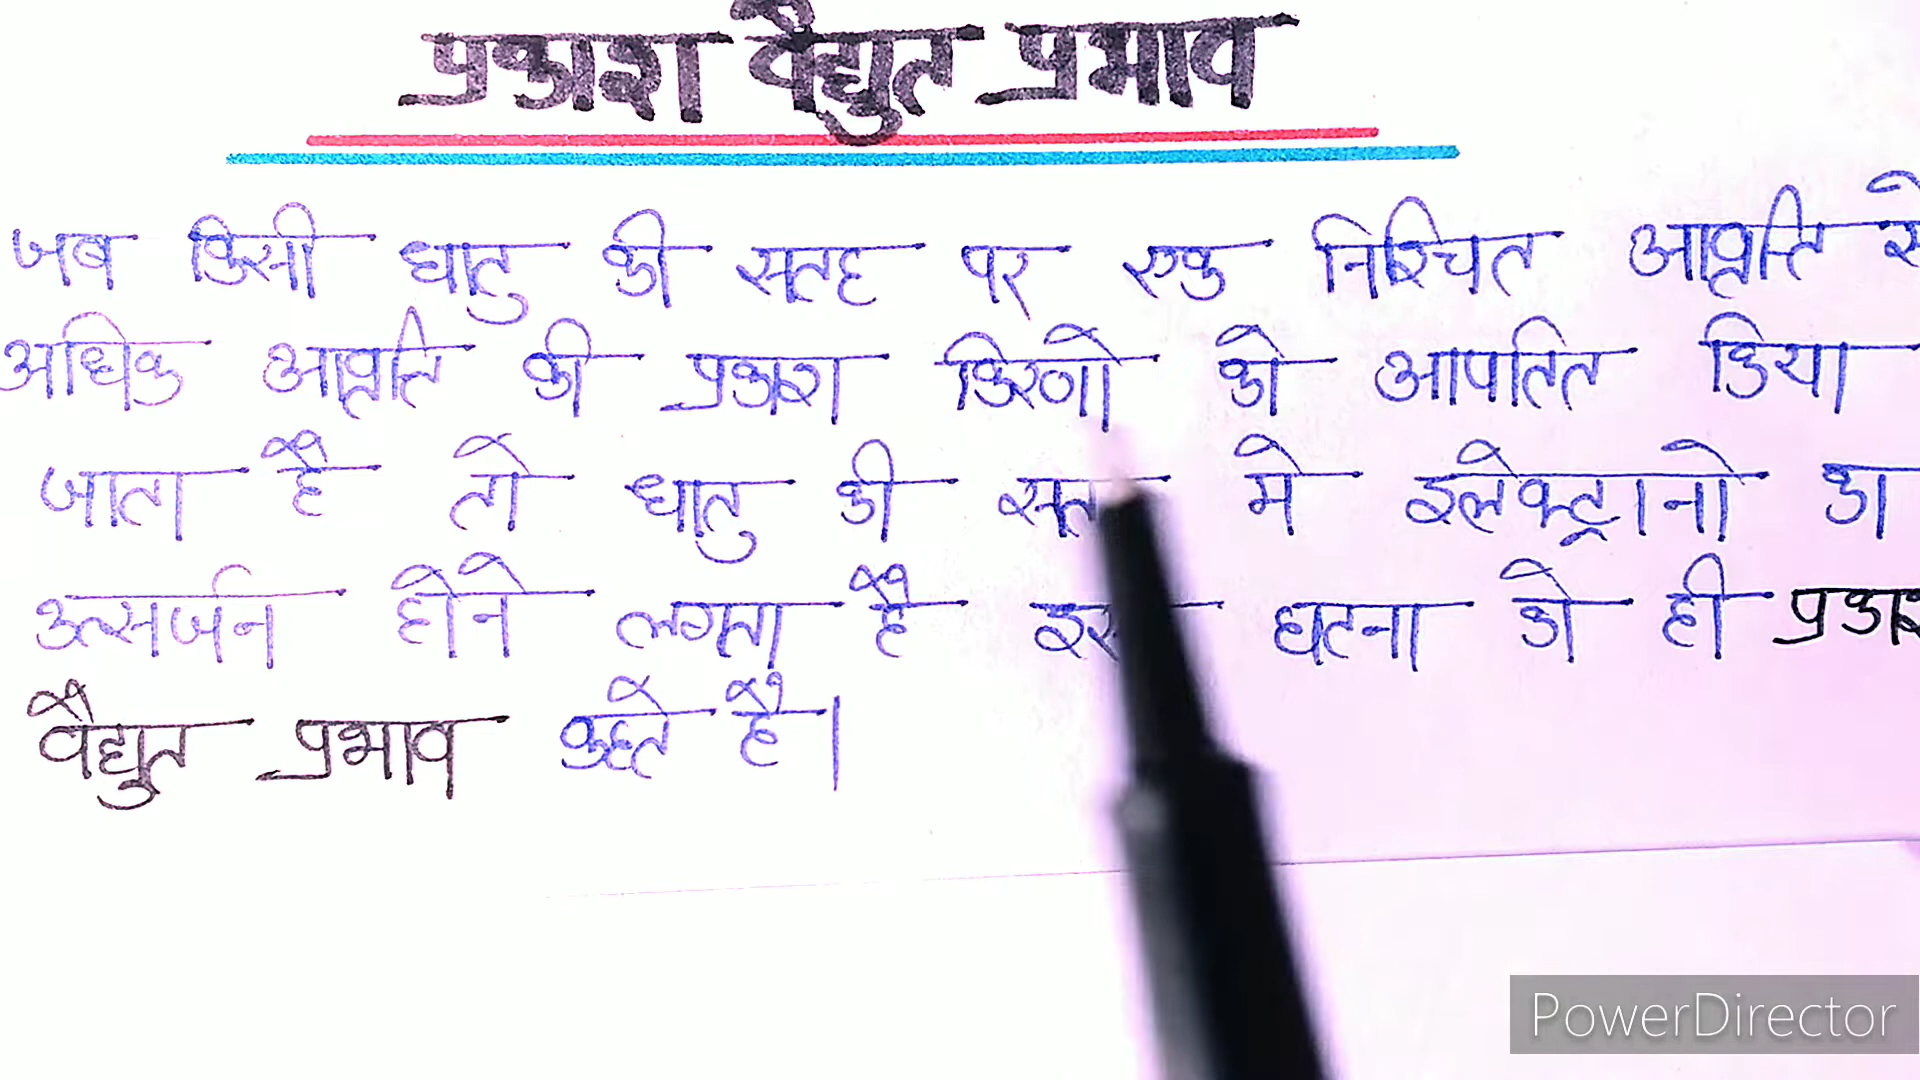 प्रकाश वैद्युत प्रभाव
जब किसी धातु की सतह पर एक निश्चित आवृत्ति से
अधिक आवृत्ति की प्रकाश किरणो को आपतित किया
जाता है तो धातु की मे इलेक्ट्रानो का
उत्सर्जन होने लगता है घटना को ही प्रकाश
वैद्युत प्रभाव कहते है।
PowerDirector